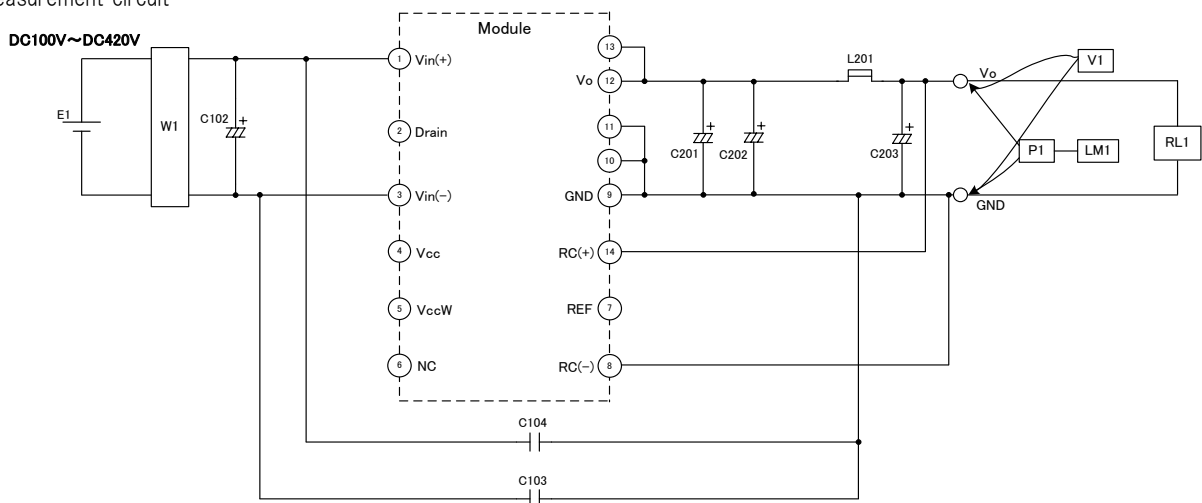 Measurement circuit
DC100V～DC420V
Module
E1
W1
C102
1 Vin(+)
2 Drain
3 Vin(-)
4 Vcc
5 VccW
6 NC
13
Vo 12
11
10
GND 9
RC(+) 14
REF 7
RC(-) 8
C201
C202
L201
C203
Vo
GND
V1
P1
LM1
RL1
C104
C103